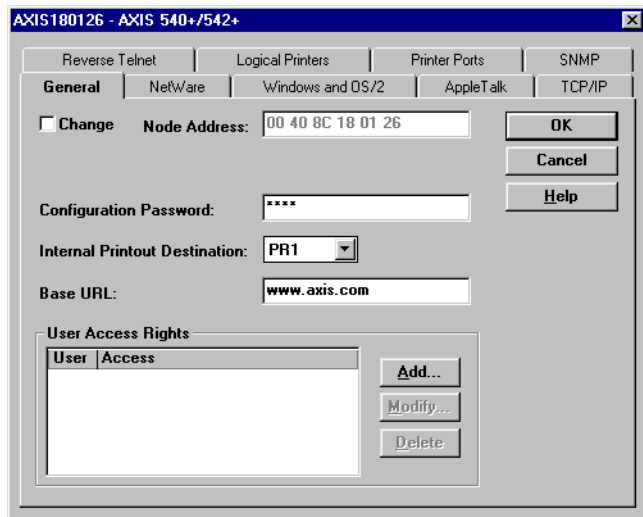 AXIS180126 - AXIS 540+/542+
Reverse Telnet Logical Printers Printer Ports SNMP
General NetWare Windows and OS/2 AppleTalk TCP/IP
Change Node Address: 00 40 8C 18 01 26
OK
Cancel
Help
Configuration Password: ****
Internal Printout Destination: PR1
Base URL: www.axis.com
User Access Rights
User Access
Add...
Modify...
Delete